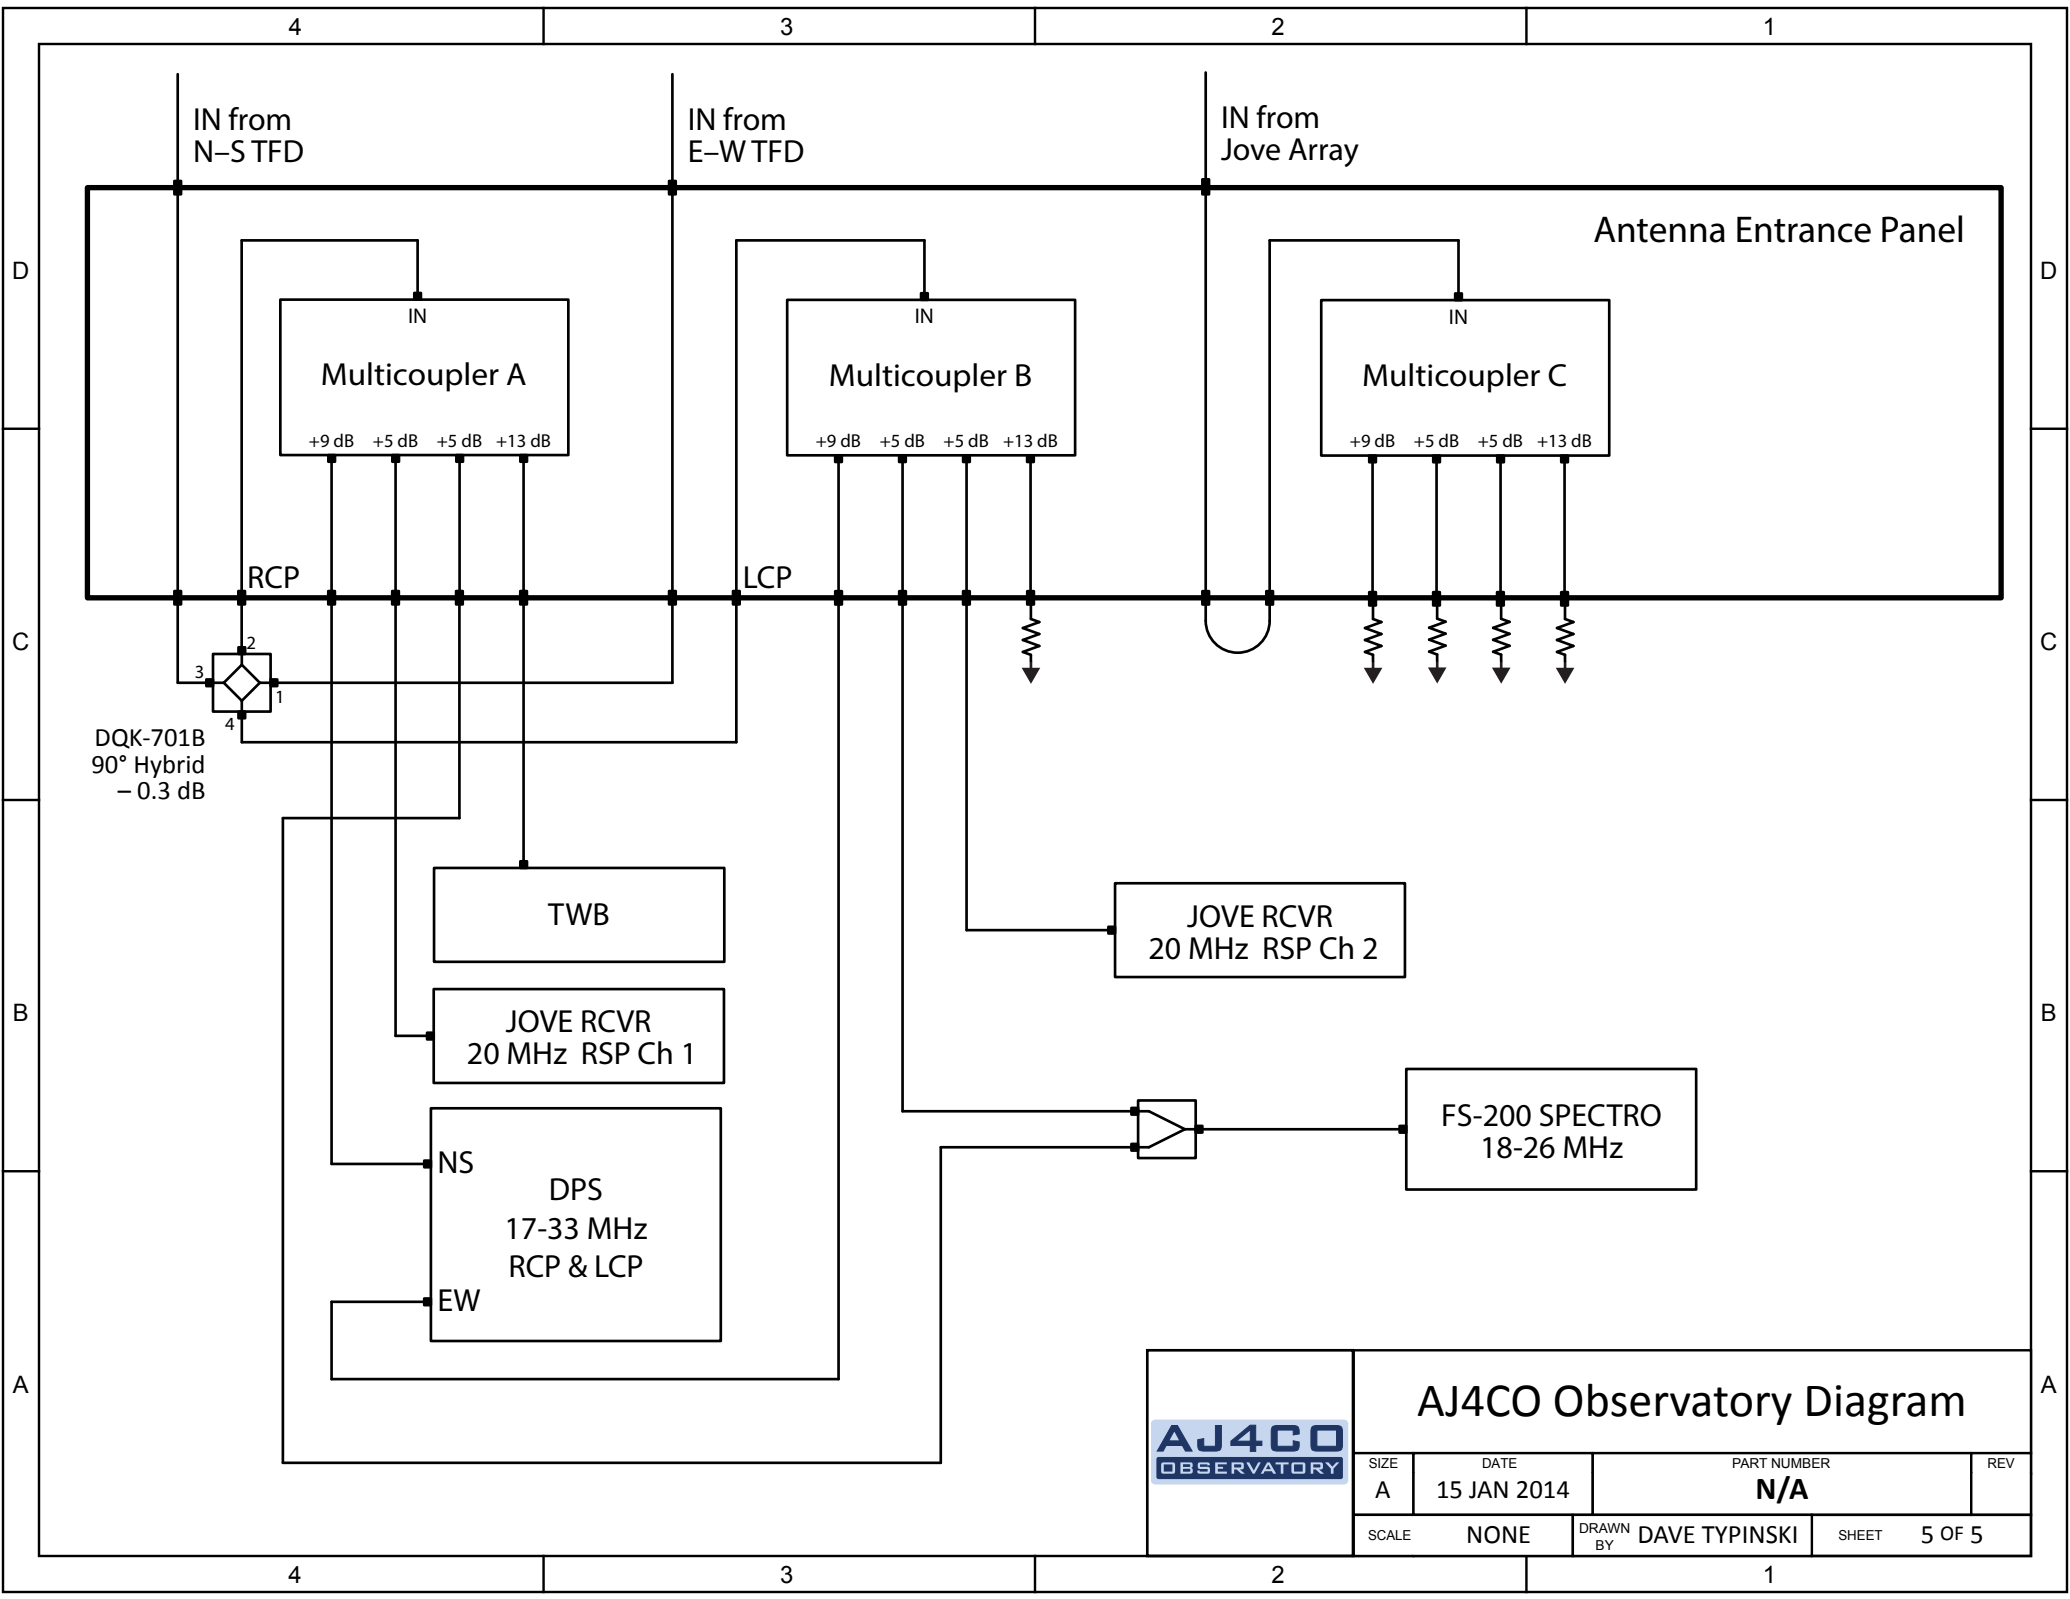 4 3 2 1
IN from
N–S TFD
IN from
E–W TFD
IN from
Jove Array
Antenna Entrance Panel
D D
IN
Multicoupler A
+9 dB +5 dB +5 dB +13 dB
IN
Multicoupler B
+9 dB +5 dB +5 dB +13 dB
IN
Multicoupler C
+9 dB +5 dB +5 dB +13 dB
RCP
LCP
C C
2
3
1
4
DQK-701B
90° Hybrid
– 0.3 dB
TWB
JOVE RCVR
20 MHz RSP Ch 2
B B
JOVE RCVR
20 MHz RSP Ch 1
FS-200 SPECTRO
18-26 MHz
NS
DPS
17-33 MHz
RCP & LCP
EW
A A
AJ4CO
OBSERVATORY
AJ4CO Observatory Diagram
SIZE
A
DATE
15 JAN 2014
PART NUMBER
N/A
REV
SCALE NONE
DRAWN
BY
DAVE TYPINSKI
SHEET 5 OF 5
4 3 2 1